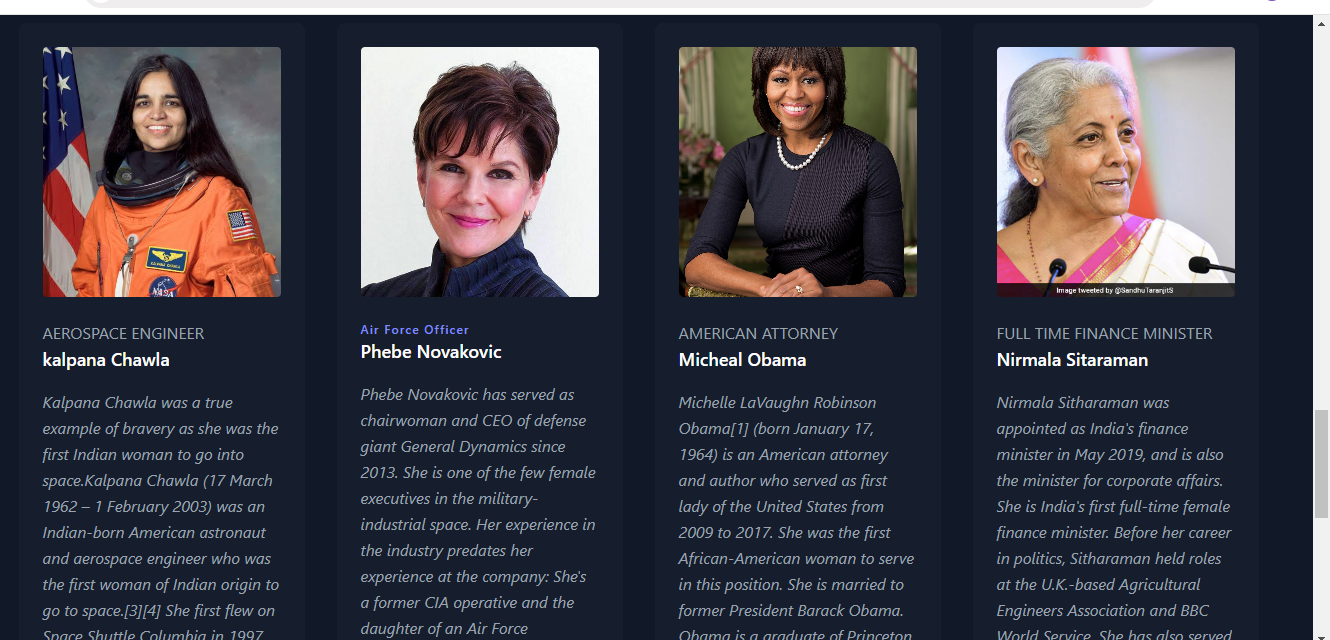 KALPANA CHAWLA
NASA
Image tweeted by @SandhuTaranjitS
AEROSPACE ENGINEER
kalpana Chawla
Kalpana Chawla was a true
example of bravery as she was the
first Indian woman to go into
space.Kalpana Chawla (17 March
1962 – 1 February 2003) was an
Indian-born American astronaut
and aerospace engineer who was
the first woman of Indian origin to
go to space.[3][4] She first flew on
Space Shuttle Columbia in 1997
Air Force Officer
Phebe Novakovic
Phebe Novakovic has served as
chairwoman and CEO of defense
giant General Dynamics since
2013. She is one of the few female
executives in the military-
industrial space. Her experience in
the industry predates her
experience at the company: She's
a former CIA operative and the
daughter of an Air Force
AMERICAN ATTORNEY
Micheal Obama
Michelle LaVaughn Robinson
Obama[1] (born January 17,
1964) is an American attorney
and author who served as first
lady of the United States from
2009 to 2017. She was the first
African-American woman to serve
in this position. She is married to
former President Barack Obama.
Obama is a graduate of Princeton
FULL TIME FINANCE MINISTER
Nirmala Sitaraman
Nirmala Sitharaman was
appointed as India's finance
minister in May 2019, and is also
the minister for corporate affairs.
She is India's first full-time female
finance minister. Before her career
in politics, Sitharaman held roles
at the U.K.-based Agricultural
Engineers Association and BBC
World Service. She has also served